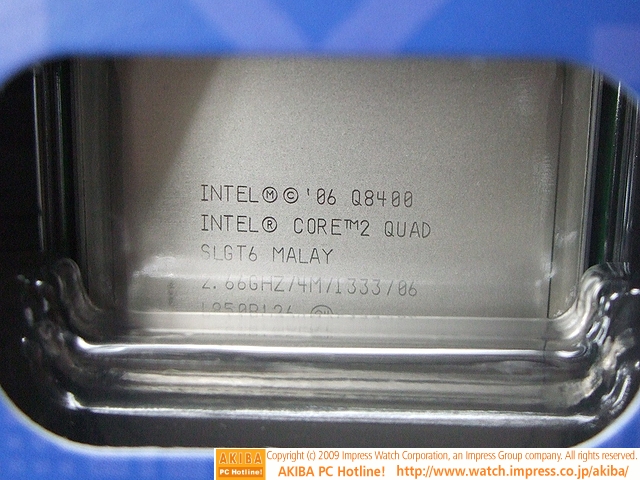 INTELⓂ©'06 Q8400
INTEL® CORE™2 QUAD
SLGT6 MALAY
2.66GHZ/4M/1333/06
AKIBA
PC Hotline!
Copyright (c) 2009 Impress Watch Corporation, an Impress Group company. All rights reserved.
AKIBA PC Hotline! http://www.watch.impress.co.jp/akiba/